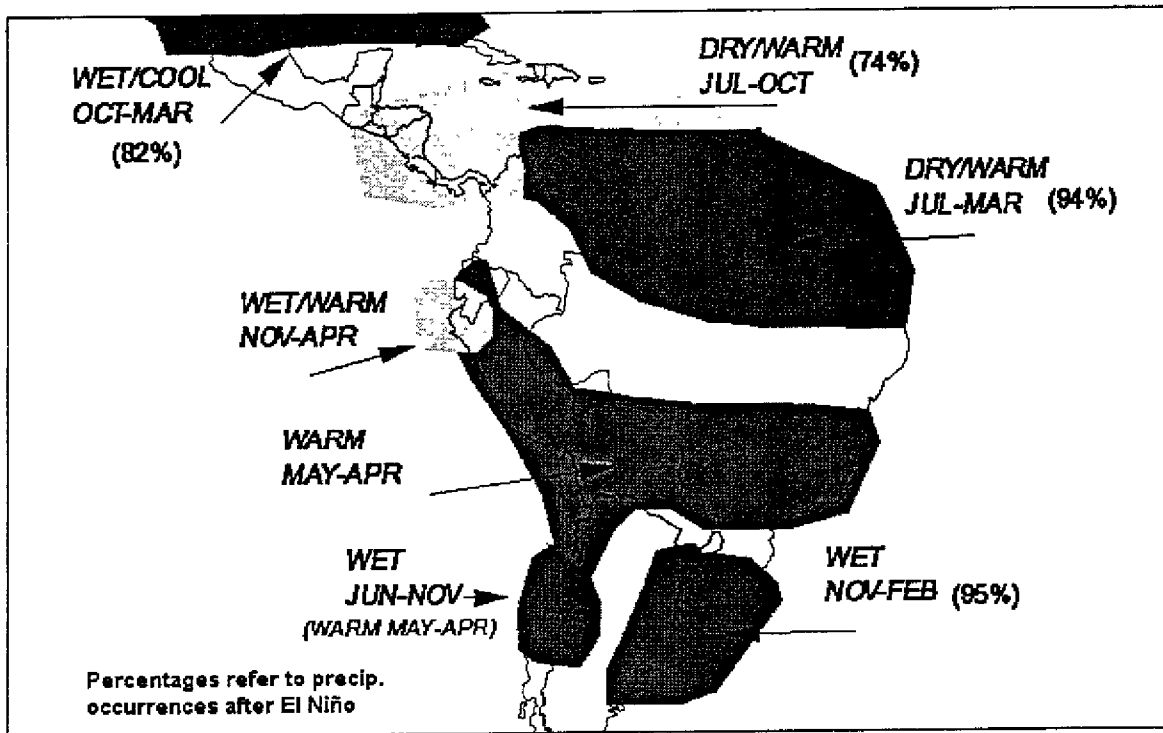 WET/COOL
OCT-MAR
(82%)
DRY/WARM (74%)
JUL-OCT
DRY/WARM
JUL-MAR (94%)
WET/WARM
NOV-APR
WARM
MAY-APR
WET
JUN-NOV
(WARM MAY-APR)
WET
NOV-FEB (95%)
Percentages refer to precip.
occurrences after El Niño